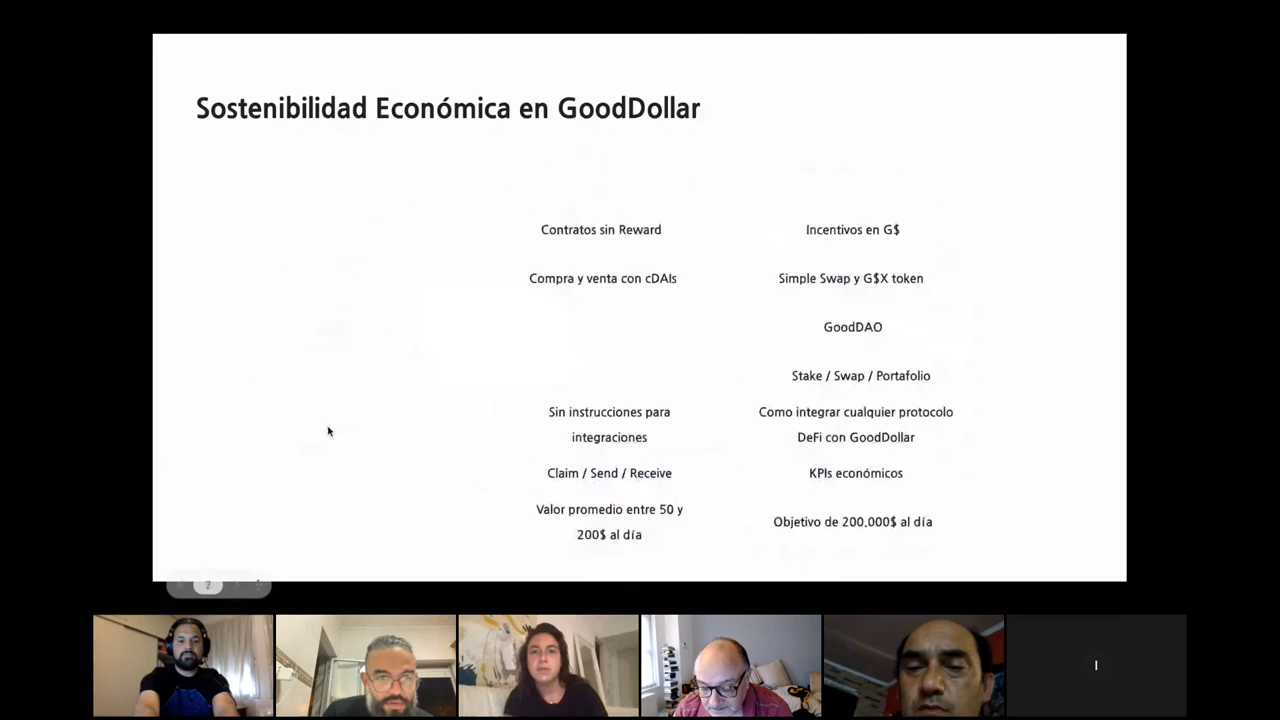 Sostenibilidad Económica en GoodDollar
Contratos sin Reward
Incentivos en G$
Compra y venta con cDAIs
Simple Swap y G$X token
GoodDAO
Stake / Swap / Portafolio
Sin instrucciones para
integraciones
Como integrar cualquier protocolo
DeFi con GoodDollar
Claim / Send / Receive
KPIs económicos
Valor promedio entre 50 y
200$ al día
Objetivo de 200.000$ al día
7
I